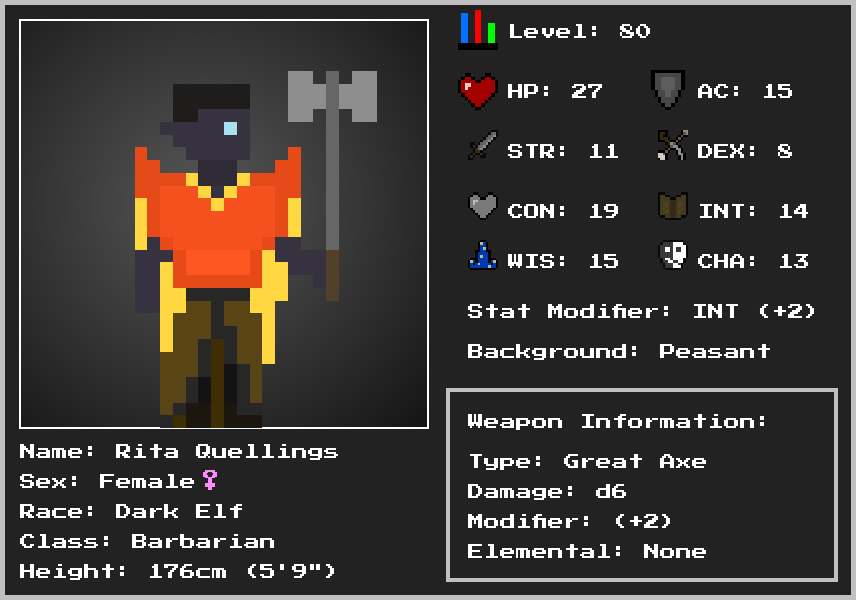 Level: 80
HP: 27
AC: 15
STR: 11
DEX: 8
CON: 19
INT: 14
WIS: 15
CHA: 13
Stat Modifier: INT (+2)
Background: Peasant
Name: Rita Quellings
Sex: Female♀
Race: Dark Elf
Class: Barbarian
Height: 176cm (5'9")
Weapon Information:
Type: Great Axe
Damage: d6
Modifier: (+2)
Elemental: None